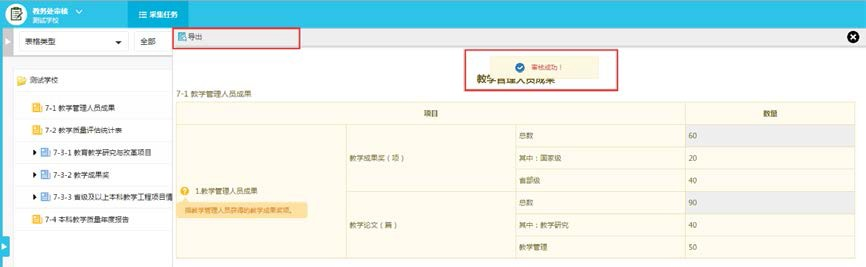 教务处审核
测试学校
采集任务
表格类型
全部
导出
审核成功！
教学管理人员成果
测试学校
7-1 教学管理人员成果
7-2 教学质量评估统计表
7-3-1 教育教学研究与改革项目
7-3-2 教学成果奖
7-3-3 省级及以上本科教学工程项目情
7-4 本科教学质量年度报告
7-1 教学管理人员成果
项目
数量
1.教学管理人员成果
指教学管理人员获得的教学成果奖项。
教学成果奖（项）
总数
60
其中：国家级
20
省部级
40
教学论文（篇）
总数
90
其中：教学研究
40
教学管理
50